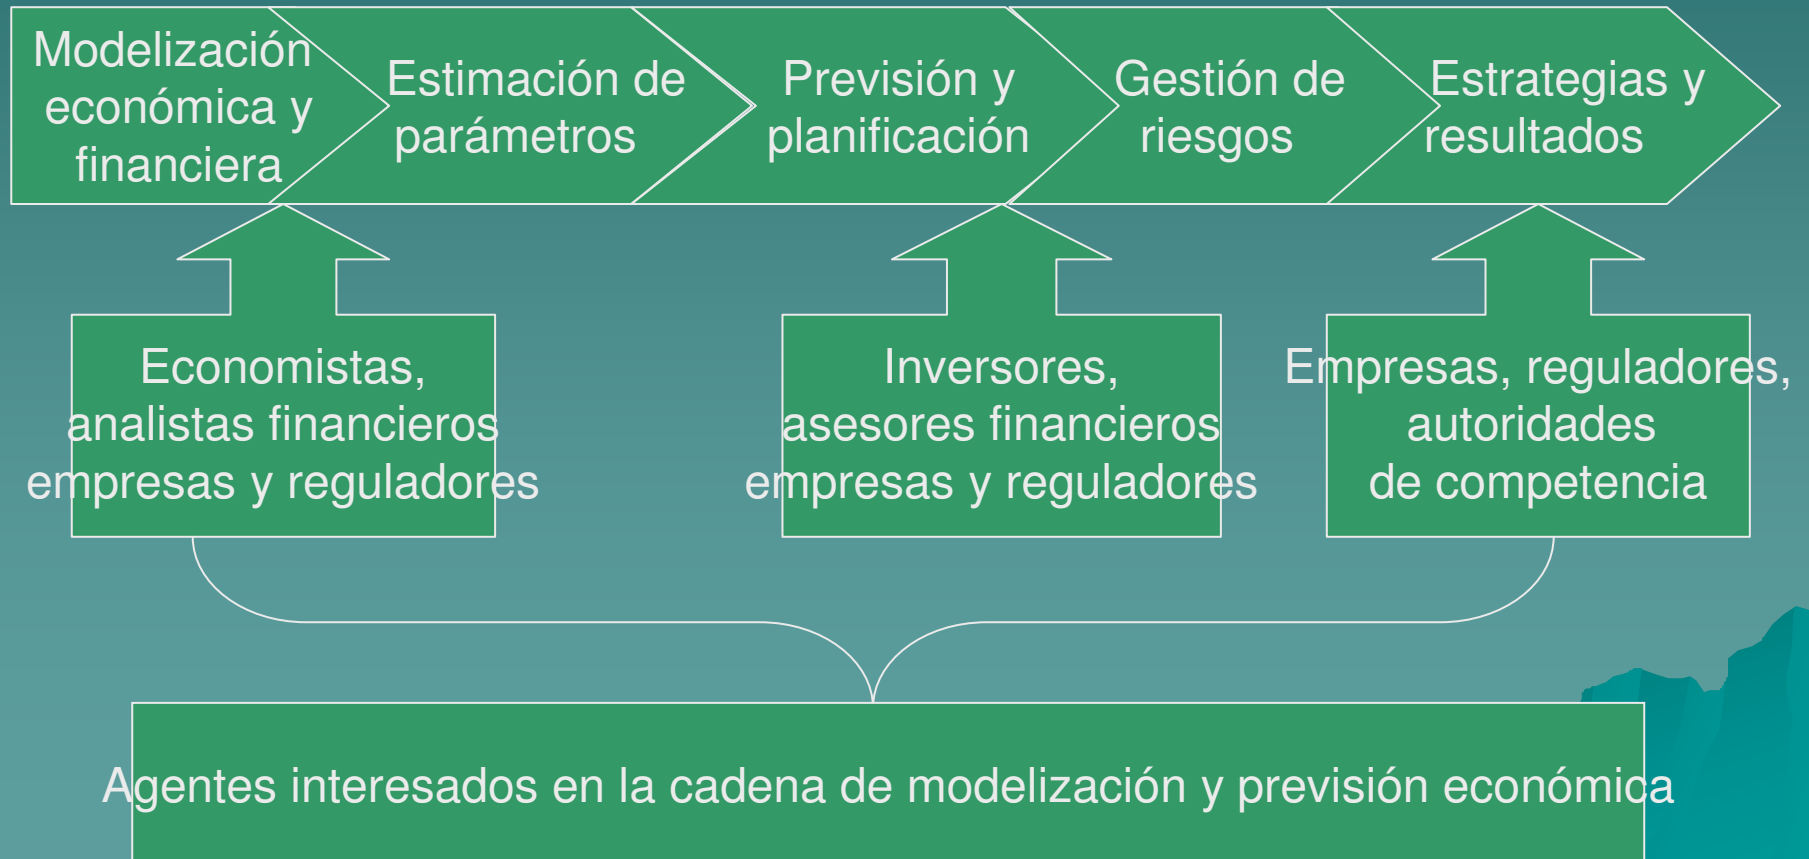 Modelización
económica y
financiera
Estimación de
parámetros
Previsión y
planificación
Gestión de
riesgos
Estrategias y
resultados
Economistas,
analistas financieros
empresas y reguladores
Inversores,
asesores financieros
empresas y reguladores
Empresas, reguladores,
autoridades
de competencia
Agentes interesados en la cadena de modelización y previsión económica